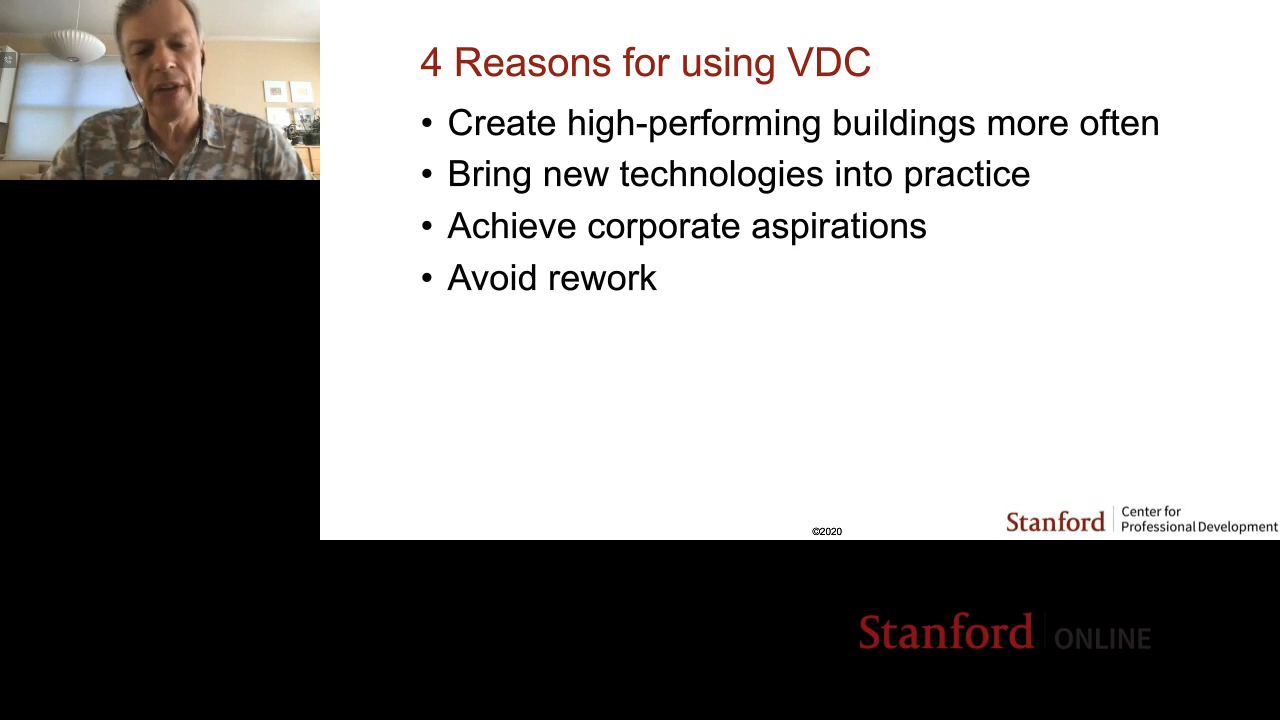 4 Reasons for using VDC
• Create high-performing buildings more often
• Bring new technologies into practice
• Achieve corporate aspirations
• Avoid rework
©2020
Stanford
Center for
Professional Development
Stanford ONLINE